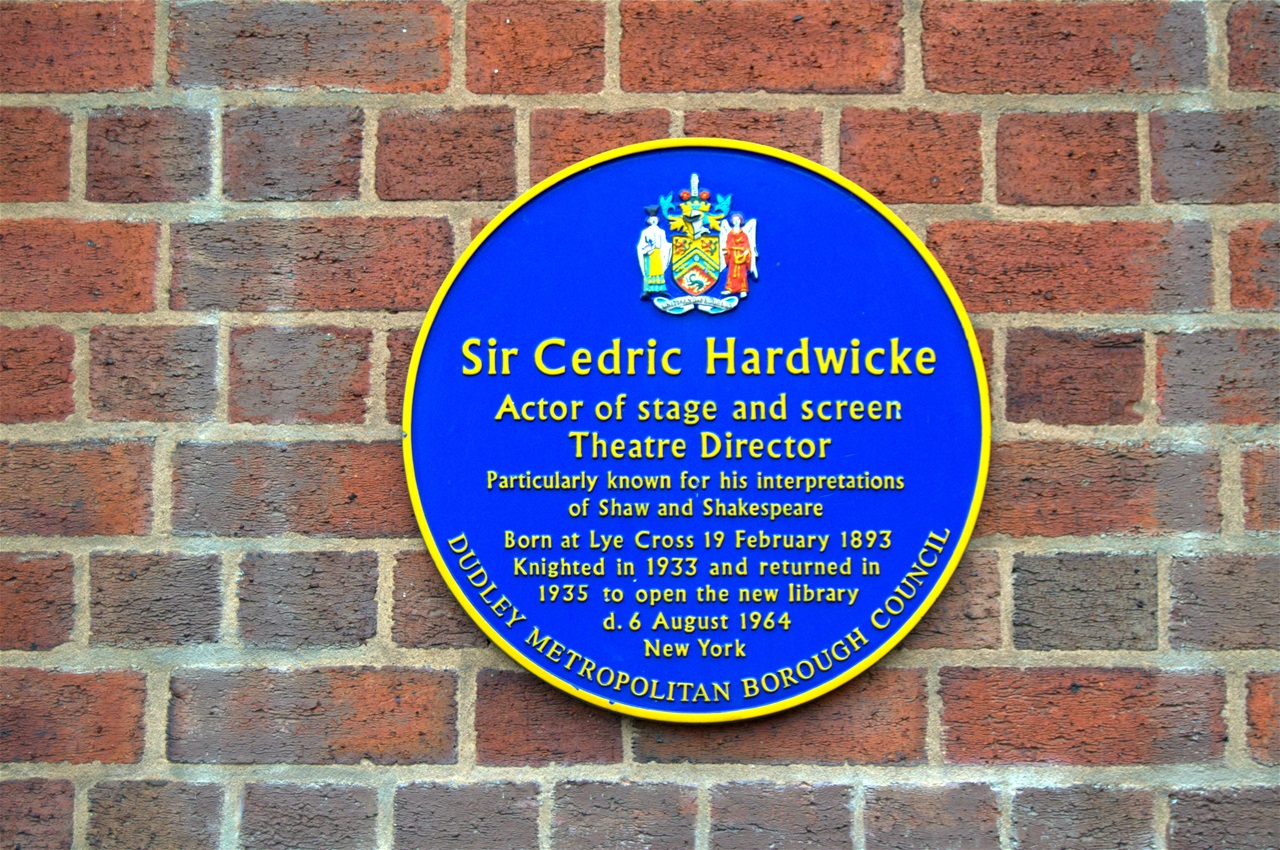 Sir Cedric Hardwicke
Actor of stage and screen
Theatre Director
Particularly known for his interpretations
of Shaw and Shakespeare
Born at Lye Cross 19 February 1893
Knighted in 1933 and returned in
1935 to open the new library
d. 6 August 1964
New York
DUDLEY METROPOLITAN BOROUGH COUNCIL